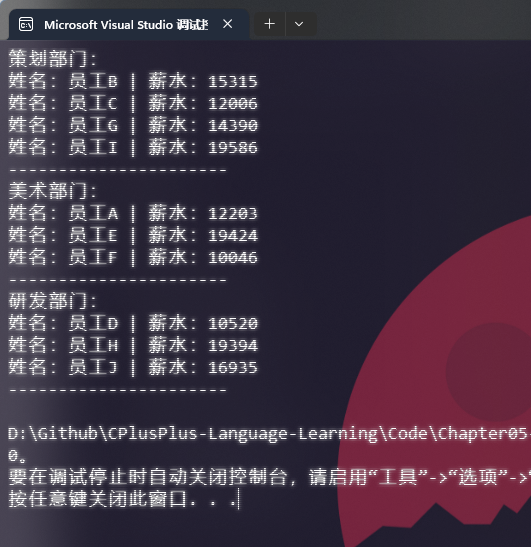 Microsoft Visual Studio 调试控
策划部门：
姓名：员工B | 薪水：15315
姓名：员工C | 薪水：12006
姓名：员工G | 薪水：14390
姓名：员工I | 薪水：19586
----------------------
美术部门：
姓名：员工A | 薪水：12203
姓名：员工E | 薪水：19424
姓名：员工F | 薪水：10046
----------------------
研发部门：
姓名：员工D | 薪水：10520
姓名：员工H | 薪水：19394
姓名：员工J | 薪水：16935
----------------------
D:\Github\CPlusPlus-Language-Learning\Code\Chapter05-
0。
要在调试停止时自动关闭控制台，请启用“工具”->“选项”->“
按任意键关闭此窗口. . .